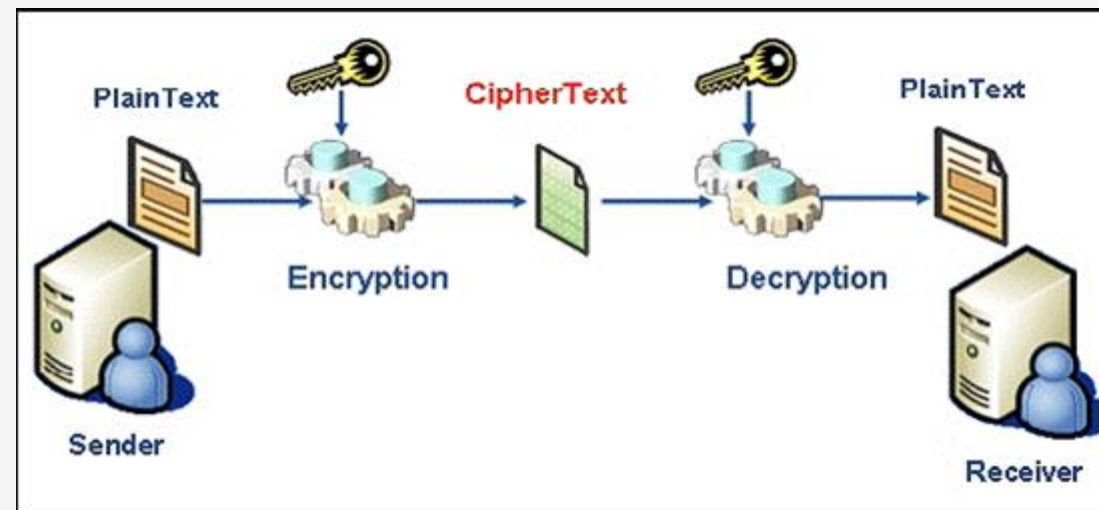 PlainText
CipherText
PlainText
Encryption
Decryption
Sender
Receiver